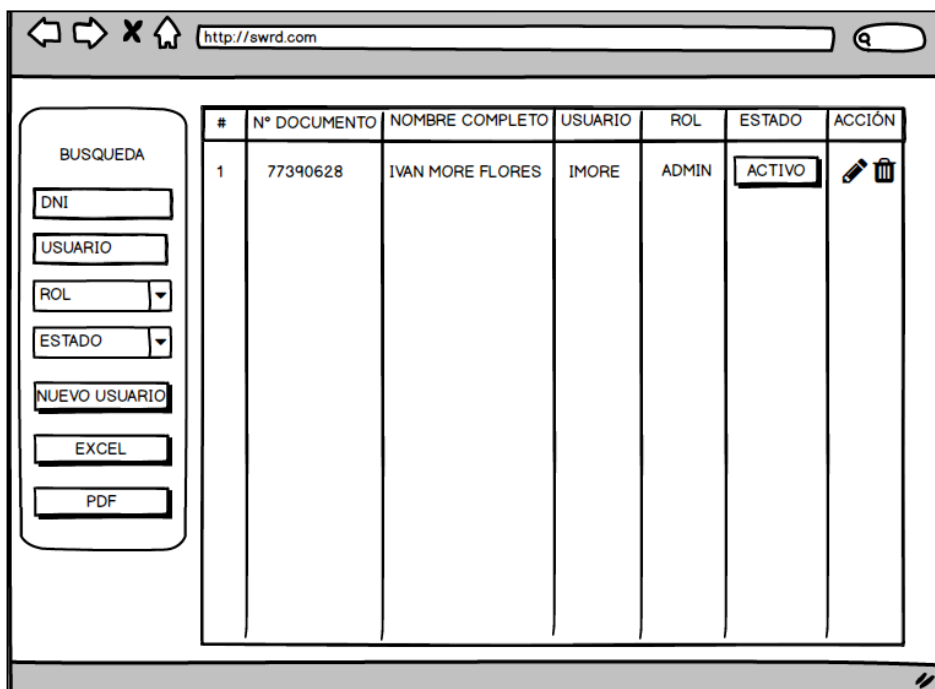 http://swrd.com
BUSQUEDA
DNI
USUARIO
ROL
ESTADO
NUEVO USUARIO
EXCEL
PDF
# N° DOCUMENTO NOMBRE COMPLETO USUARIO ROL ESTADO ACCIÓN
1 77390628 IVAN MORE FLORES IMORE ADMIN ACTIVO